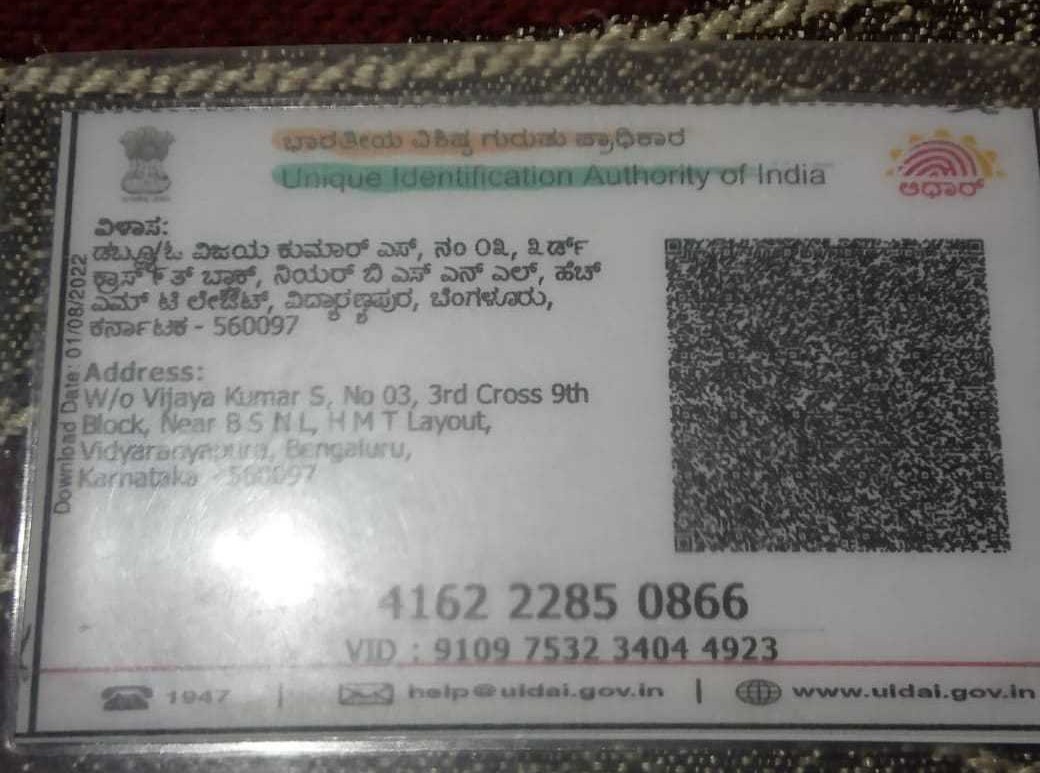 ಭಾರತೀಯ ವಿಶಿಷ್ಟ ಗುರುತು ಪ್ರಾಧಿಕಾರ
Unique Identification Authority of India
ಆಧಾರ್
ವಿಳಾಸ:
ಡಬ್ಲ್ಯೂ/ಓ ವಿಜಯ ಕುಮಾರ್ ಎಸ್, ನಂ ೦೩, ೩ರ್ಡ್
ಕ್ರಾಸ್ ೯ತ್ ಬ್ಲಾಕ್, ನಿಯರ್ ಬಿ ಎಸ್ ಎನ್ ಎಲ್, ಹೆಚ್
ಎಮ್ ಟಿ ಲೇಔಟ್, ವಿದ್ಯಾರಣ್ಯಪುರ, ಬೆಂಗಳೂರು,
ಕರ್ನಾಟಕ - 560097
Address:
W/o Vijaya Kumar S, No 03, 3rd Cross 9th
Block, Near B S N L, H M T Layout,
Vidyaranyapura, Bengaluru,
Karnataka - 560097
Download Date: 01/08/2022
4162 2285 0866
VID : 9109 7532 3404 4923
1947 | help@uidai.gov.in | www.uidai.gov.in